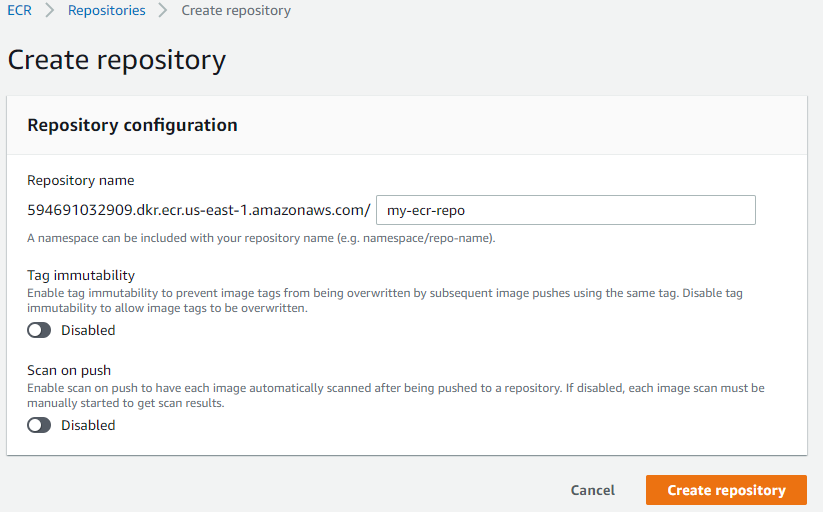 ECR > Repositories > Create repository
Create repository
Repository configuration
Repository name
594691032909.dkr.ecr.us-east-1.amazonaws.com/ my-ecr-repo
A namespace can be included with your repository name (e.g. namespace/repo-name).
Tag immutability
Enable tag immutability to prevent image tags from being overwritten by subsequent image pushes using the same tag. Disable tag
immutability to allow image tags to be overwritten.
Disabled
Scan on push
Enable scan on push to have each image automatically scanned after being pushed to a repository. If disabled, each image scan must be
manually started to get scan results.
Disabled
Cancel Create repository